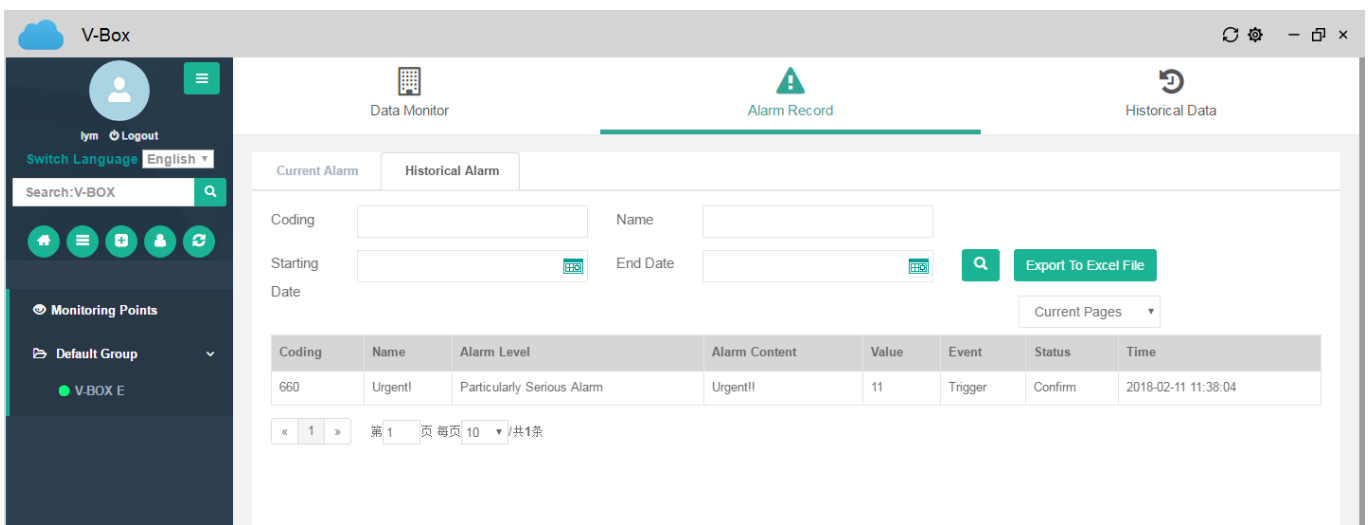 V-Box
lym Logout
Switch Language English
Search:V-BOX
Monitoring Points
Default Group
V-BOX E
Data Monitor
Alarm Record
Historical Data
Current Alarm
Historical Alarm
Coding
Name
Starting Date
End Date
Export To Excel File
Current Pages
Coding Name Alarm Level Alarm Content Value Event Status Time
660 Urgent! Particularly Serious Alarm Urgent!! 11 Trigger Confirm 2018-02-11 11:38:04
« 1 » 第 1 页 每页 10 /共1条